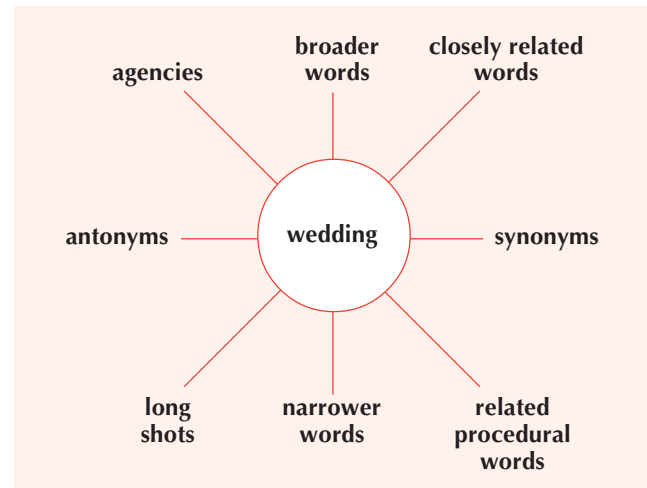 broader
words
closely related
words
agencies
antonyms
wedding
synonyms
long
shots
narrower
words
related
procedural
words